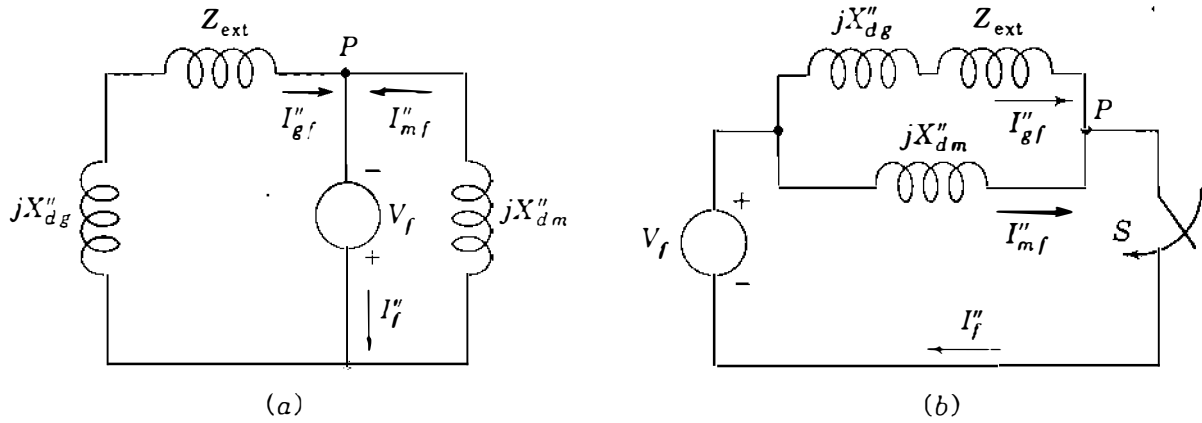 Z_ext
P
I''_gf
I''_mf
jX''_dg
−
V_f
+
jX''_dm
I''_f
(a)
jX''_dg
Z_ext
I''_gf
P
jX''_dm
+
V_f
−
I''_mf
S
I''_f
(b)